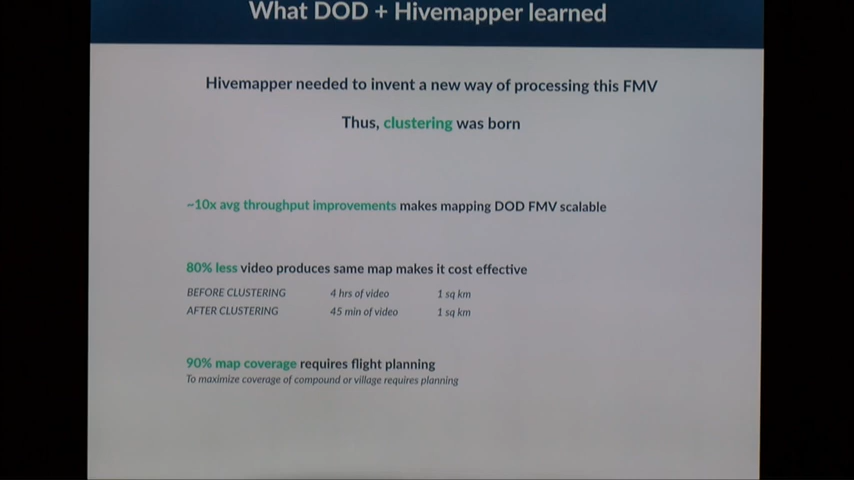 What DOD + Hivemapper learned
Hivemapper needed to invent a new way of processing this FMV
Thus, clustering was born
~10x avg throughput improvements makes mapping DOD FMV scalable
80% less video produces same map makes it cost effective
BEFORE CLUSTERING 4 hrs of video 1 sq km
AFTER CLUSTERING 45 min of video 1 sq km
90% map coverage requires flight planning
To maximize coverage of compound or village requires planning